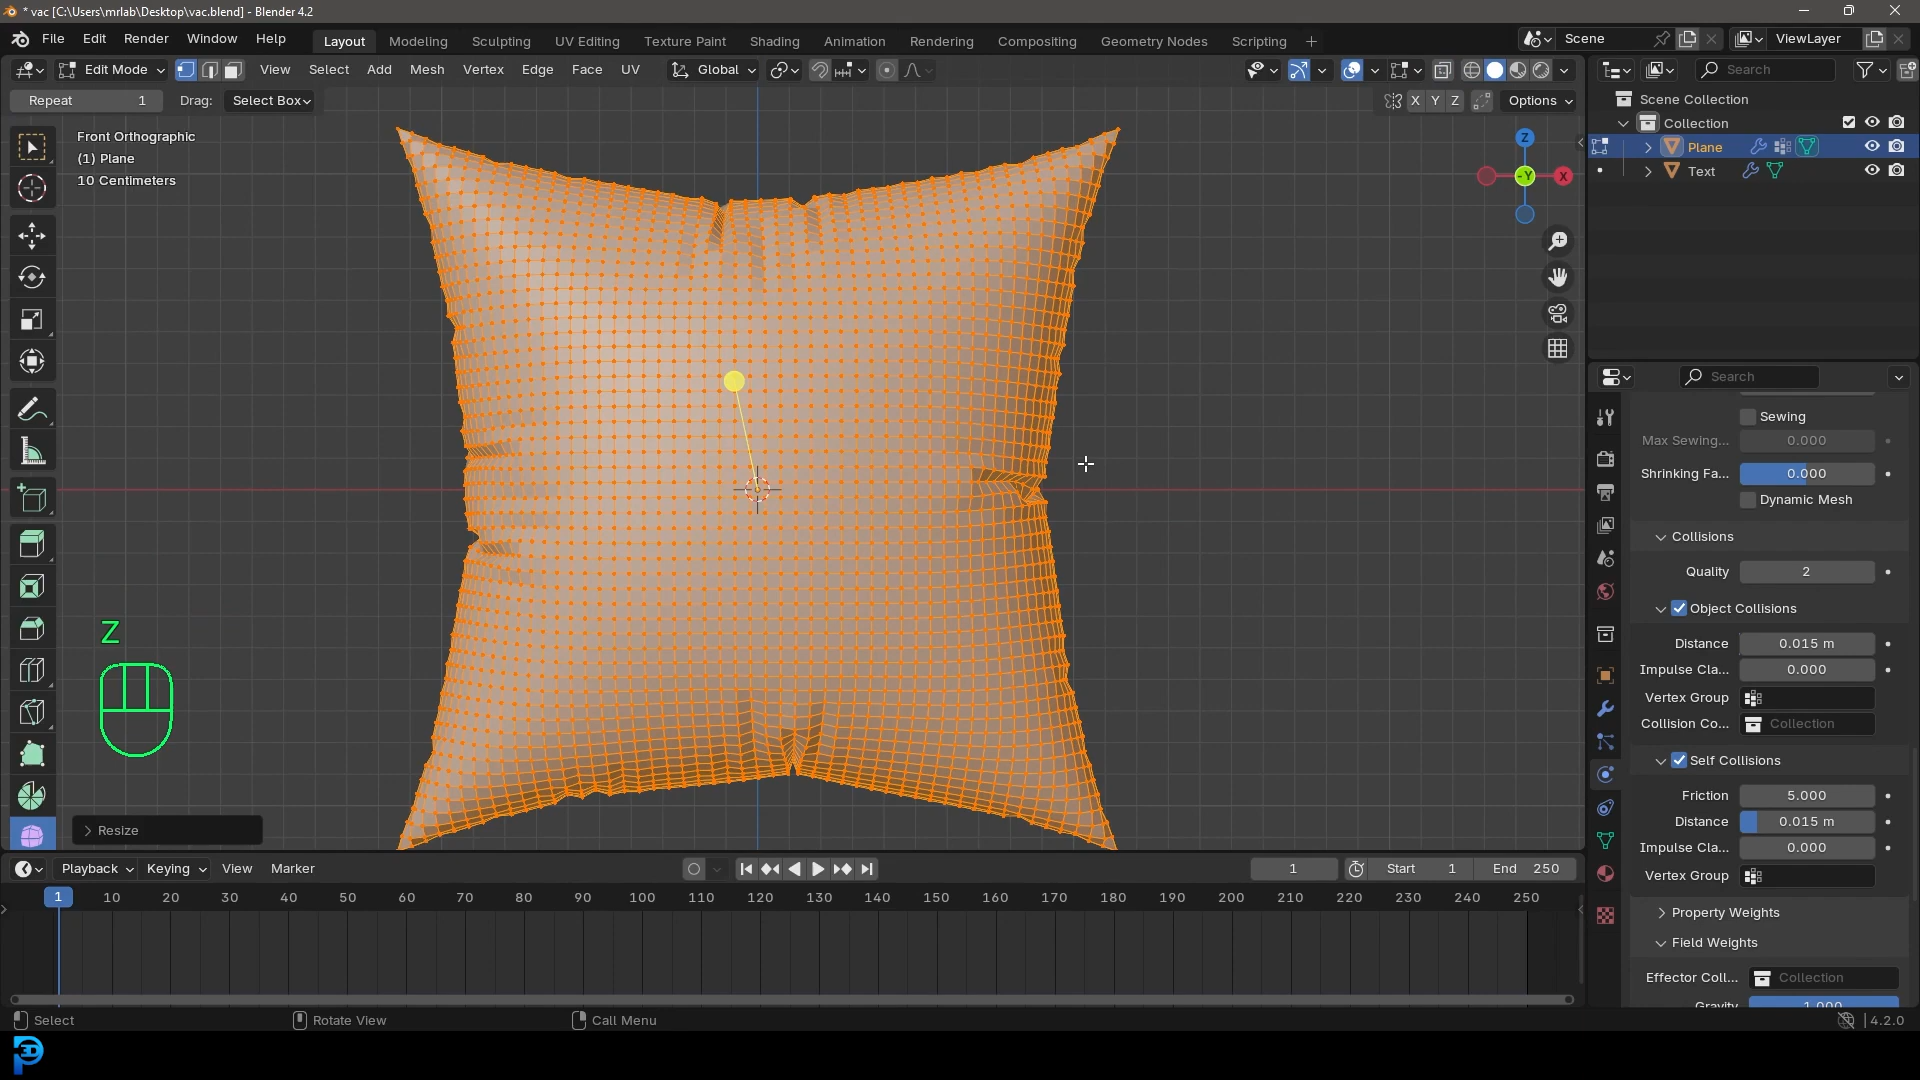 * vac [C:\Users\mrlab\Desktop\vac.blend] - Blender 4.2
File Edit Render Window Help
Layout Modeling Sculpting UV Editing Texture Paint Shading Animation Rendering Compositing Geometry Nodes Scripting +
Scene ViewLayer
Edit Mode View Select Add Mesh Vertex Edge Face UV Global
Search
Repeat 1 Drag: Select Box
X Y Z Options
Scene Collection
Collection
Plane
Text
Front Orthographic
(1) Plane
10 Centimeters
Z
-Y
X
Search
Sewing
Max Sewing... 0.000
Shrinking Fa... 0.000
Dynamic Mesh
Collisions
Quality 2
Object Collisions
Distance 0.015 m
Impulse Cla... 0.000
Vertex Group
Collision Co... Collection
Self Collisions
Friction 5.000
Distance 0.015 m
Impulse Cla... 0.000
Vertex Group
Property Weights
Field Weights
Effector Coll... Collection
Gravity 1.000
Z
Resize
Playback Keying View Marker
1 Start 1 End 250
1 10 20 30 40 50 60 70 80 90 100 110 120 130 140 150 160 170 180 190 200 210 220 230 240 250
Select Rotate View Call Menu
4.2.0
3D